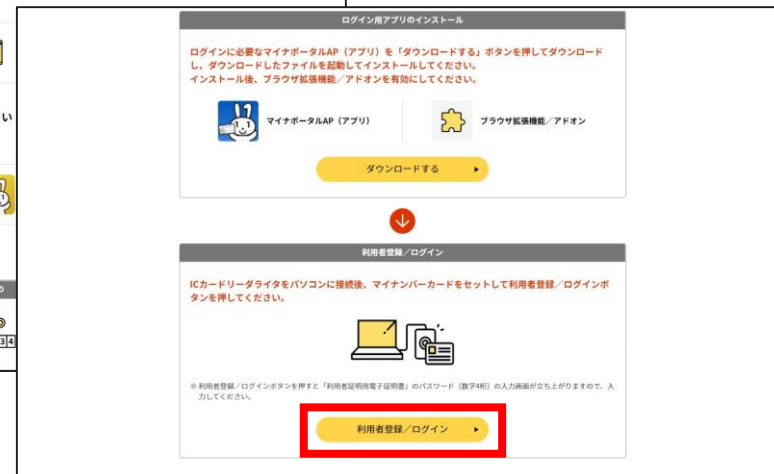 ログイン用アプリのインストール
ログインに必要なマイナポータルAP（アプリ）を「ダウンロードする」ボタンを押してダウンロード
し、ダウンロードしたファイルを起動してインストールしてください。
インストール後、ブラウザ拡張機能／アドオンを有効にしてください。
い
マイナポータルAP（アプリ）
ブラウザ拡張機能／アドオン
ダウンロードする
利用者登録／ログイン
ICカードリーダライタをパソコンに接続後、マイナンバーカードをセットして利用者登録／ログインボ
タンを押してください。
の
3 4
※ 利用者登録／ログインボタンを押すと「利用者証明用電子証明書」のパスワード（数字4桁）の入力画面が立ち上がりますので、入
力してください。
利用者登録／ログイン